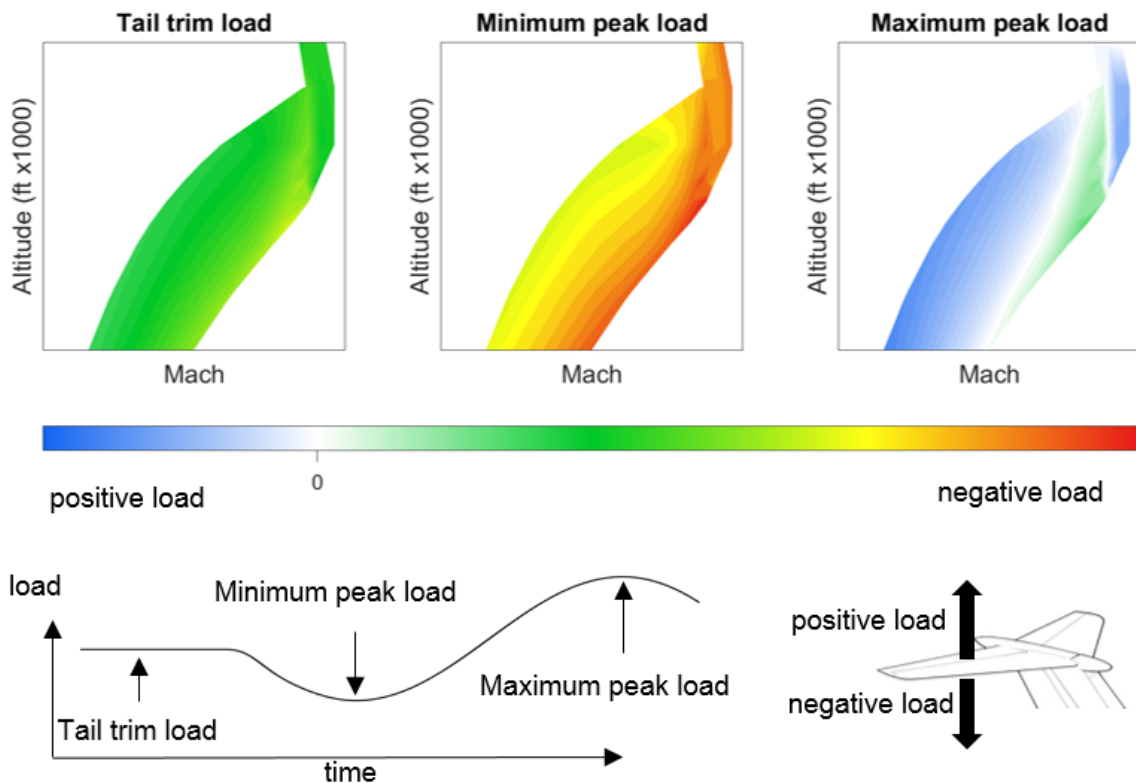 Tail trim load
Minimum peak load
Maximum peak load
Altitude (ft x1000)
Altitude (ft x1000)
Altitude (ft x1000)
Mach
Mach
Mach
0
positive load
negative load
load
Minimum peak load
Tail trim load
Maximum peak load
time
positive load
negative load